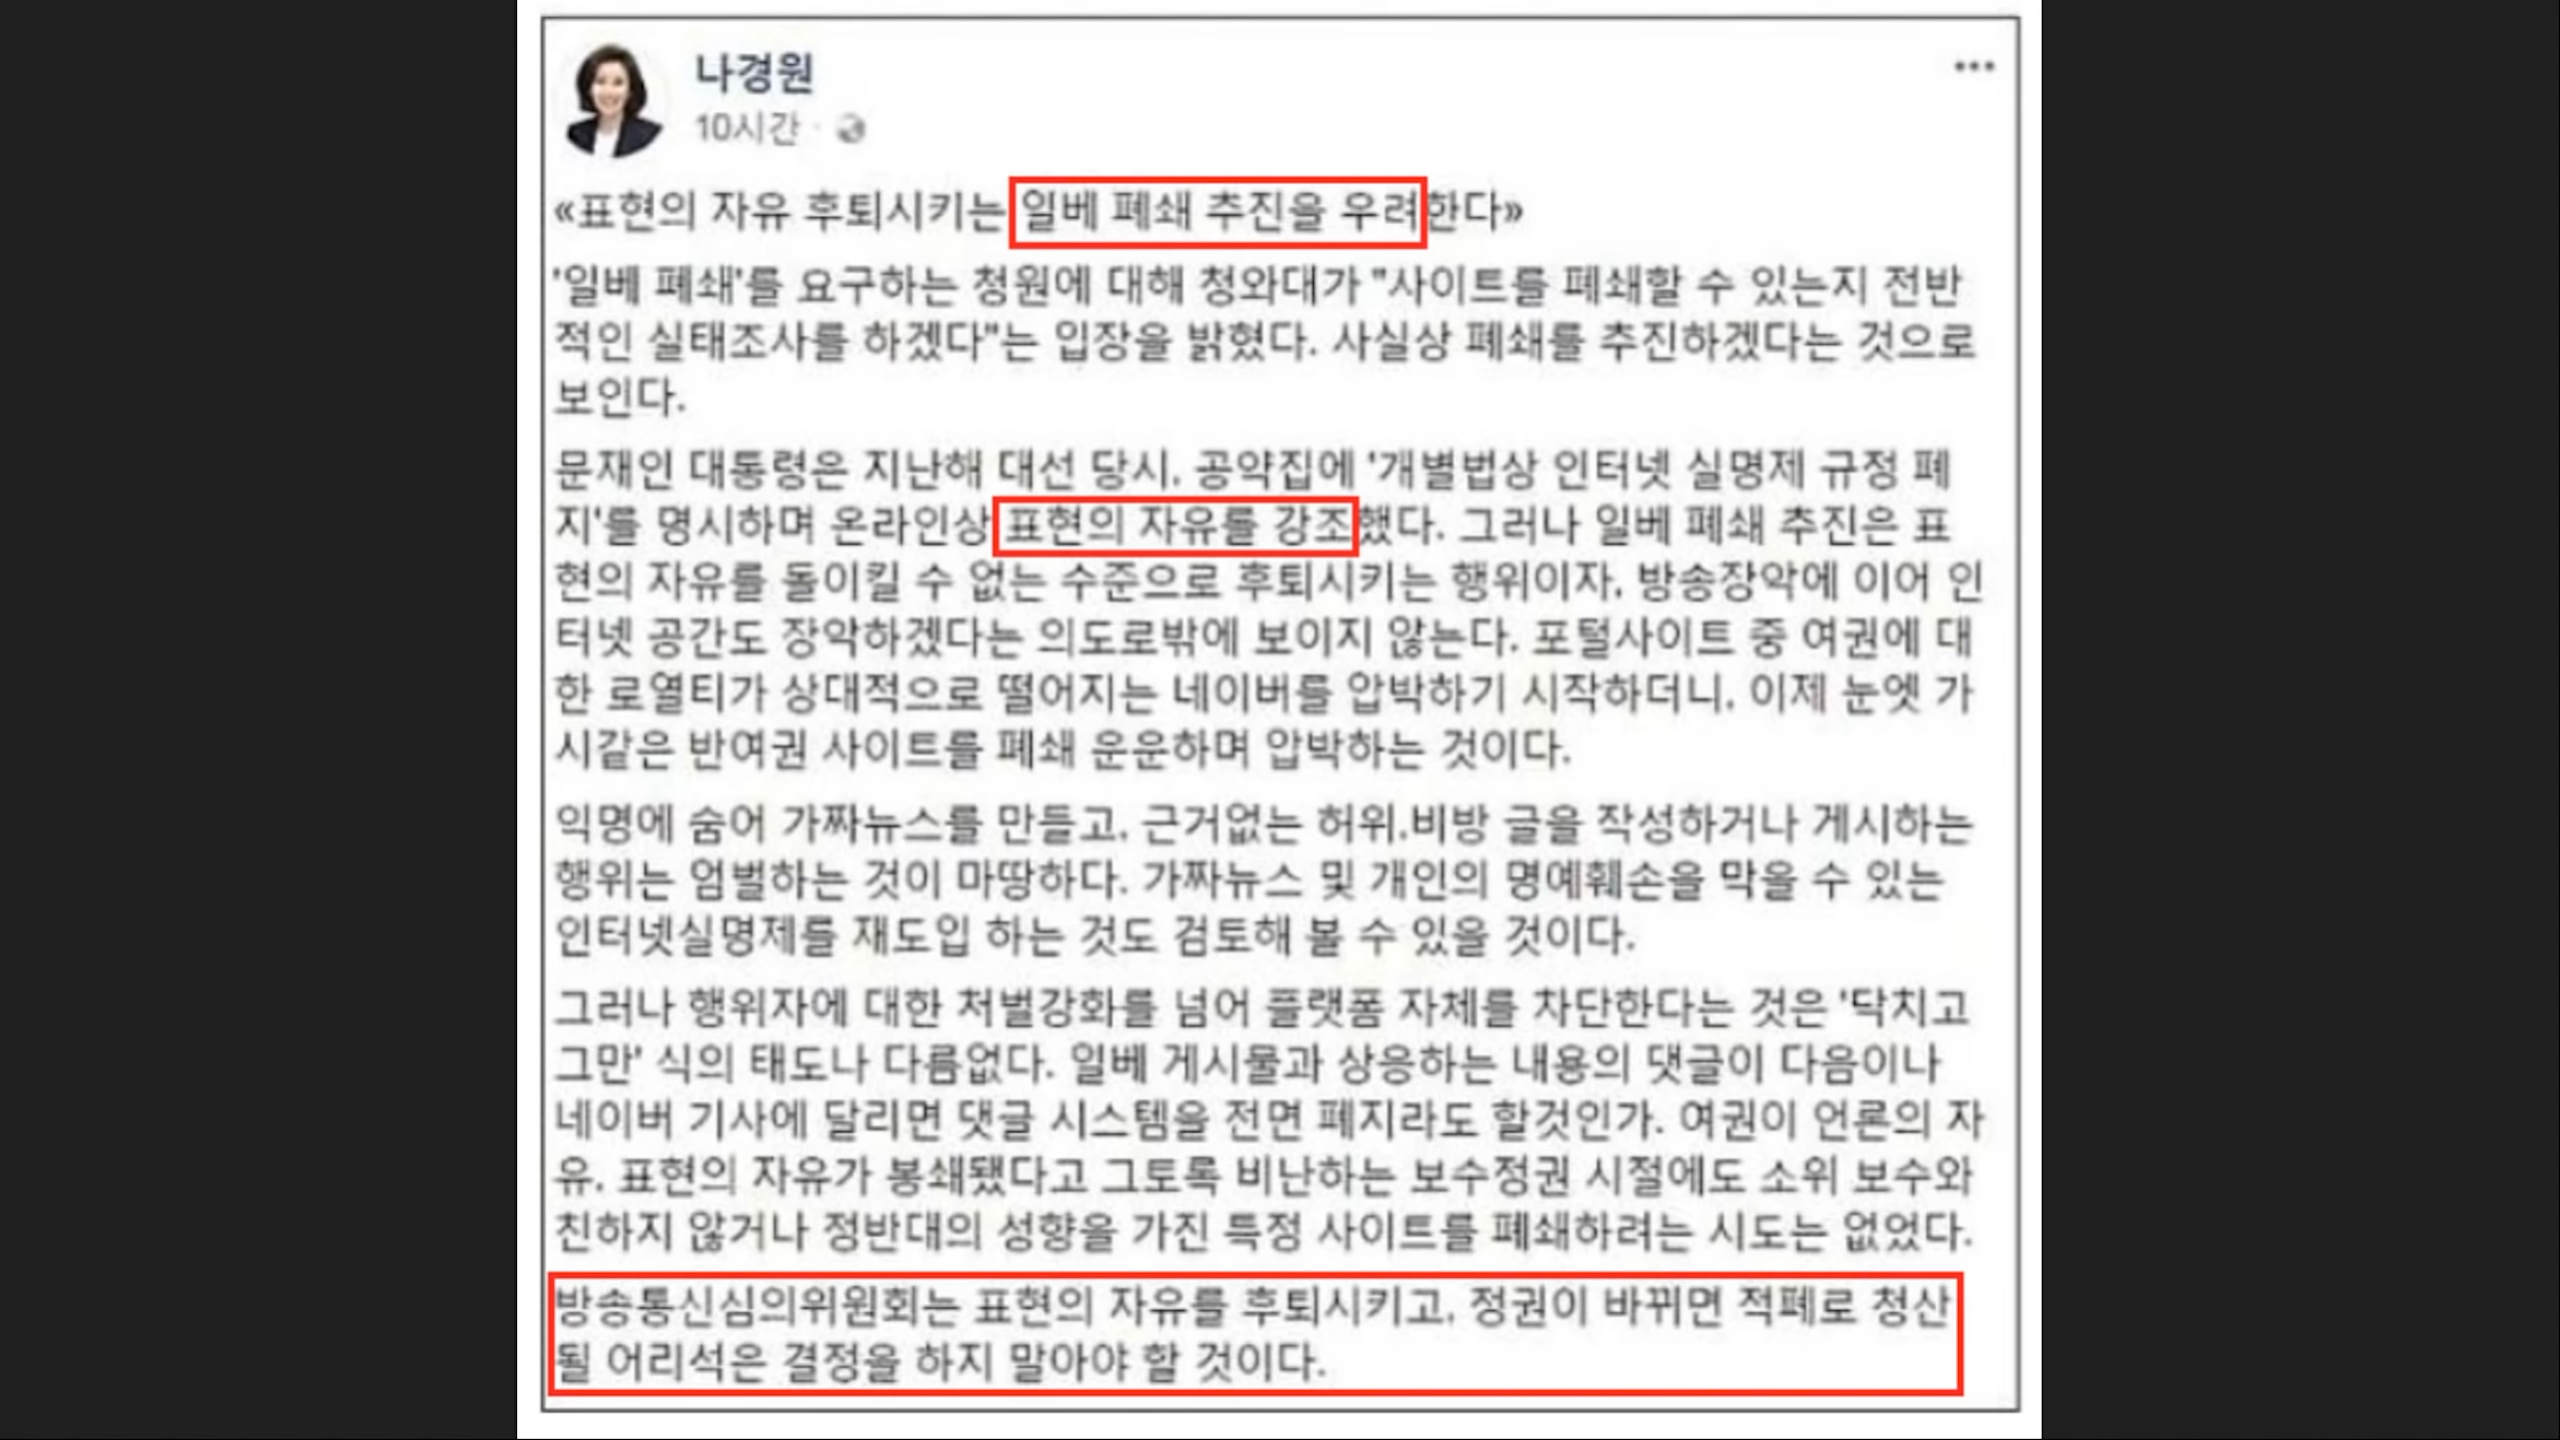 나경원
10시간
«표현의 자유 후퇴시키는 일베 폐쇄 추진을 우려한다»
'일베 폐쇄'를 요구하는 청원에 대해 청와대가 "사이트를 폐쇄할 수 있는지 전반
적인 실태조사를 하겠다"는 입장을 밝혔다. 사실상 폐쇄를 추진하겠다는 것으로
보인다.
문재인 대통령은 지난해 대선 당시, 공약집에 '개별법상 인터넷 실명제 규정 폐
지'를 명시하며 온라인상 표현의 자유를 강조했다. 그러나 일베 폐쇄 추진은 표
현의 자유를 돌이킬 수 없는 수준으로 후퇴시키는 행위이자, 방송장악에 이어 인
터넷 공간도 장악하겠다는 의도로밖에 보이지 않는다. 포털사이트 중 여권에 대
한 로열티가 상대적으로 떨어지는 네이버를 압박하기 시작하더니, 이제 눈엣 가
시같은 반여권 사이트를 폐쇄 운운하며 압박하는 것이다.
익명에 숨어 가짜뉴스를 만들고, 근거없는 허위,비방 글을 작성하거나 게시하는
행위는 엄벌하는 것이 마땅하다. 가짜뉴스 및 개인의 명예훼손을 막을 수 있는
인터넷실명제를 재도입 하는 것도 검토해 볼 수 있을 것이다.
그러나 행위자에 대한 처벌강화를 넘어 플랫폼 자체를 차단한다는 것은 '닥치고
그만' 식의 태도나 다름없다. 일베 게시물과 상응하는 내용의 댓글이 다음이나
네이버 기사에 달리면 댓글 시스템을 전면 폐지라도 할것인가. 여권이 언론의 자
유, 표현의 자유가 봉쇄됐다고 그토록 비난하는 보수정권 시절에도 소위 보수와
친하지 않거나 정반대의 성향을 가진 특정 사이트를 폐쇄하려는 시도는 없었다.
방송통신심의위원회는 표현의 자유를 후퇴시키고, 정권이 바뀌면 적폐로 청산
될 어리석은 결정을 하지 말아야 할 것이다.